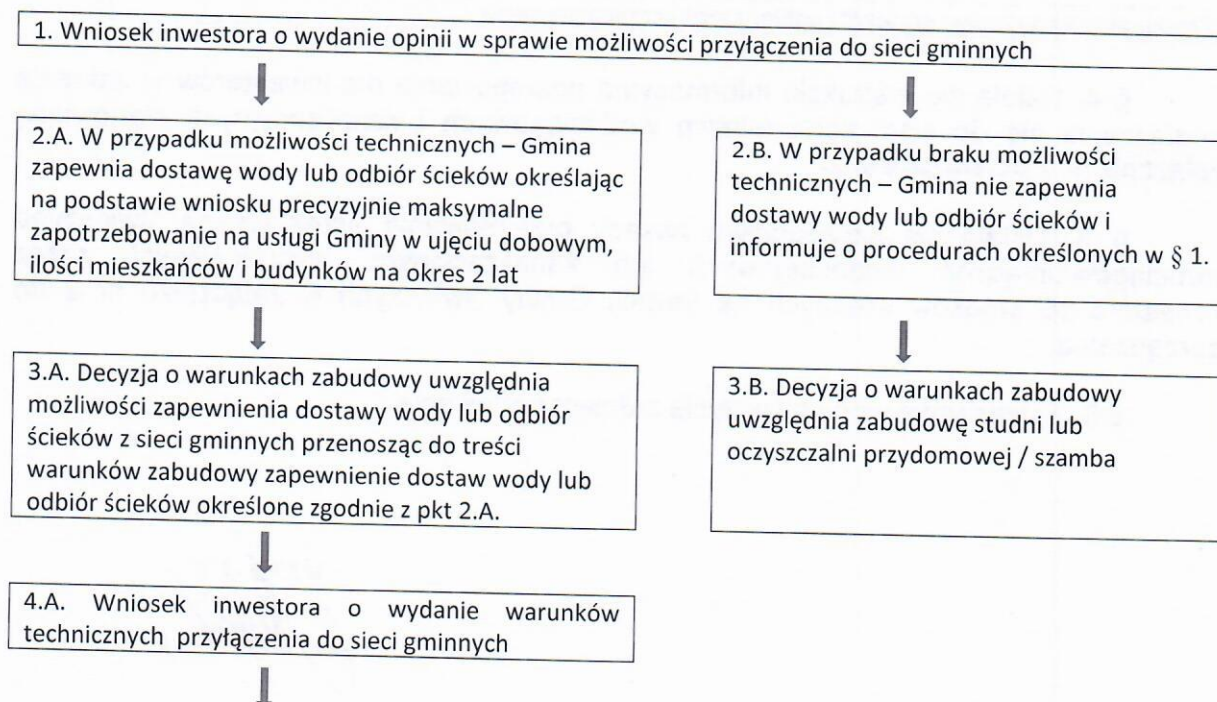 1. Wniosek inwestora o wydanie opinii w sprawie możliwości przyłączenia do sieci gminnych
2.A. W przypadku możliwości technicznych – Gmina
zapewnia dostawę wody lub odbiór ścieków określając
na podstawie wniosku precyzyjnie maksymalne
zapotrzebowanie na usługi Gminy w ujęciu dobowym,
ilości mieszkańców i budynków na okres 2 lat
2.B. W przypadku braku możliwości
technicznych – Gmina nie zapewnia
dostawy wody lub odbiór ścieków i
informuje o procedurach określonych w § 1.
3.A. Decyzja o warunkach zabudowy uwzględnia
możliwości zapewnienia dostawy wody lub odbiór
ścieków z sieci gminnych przenosząc do treści
warunków zabudowy zapewnienie dostaw wody lub
odbiór ścieków określone zgodnie z pkt 2.A.
3.B. Decyzja o warunkach zabudowy
uwzględnia zabudowę studni lub
oczyszczalni przydomowej / szamba
4.A. Wniosek inwestora o wydanie warunków
technicznych przyłączenia do sieci gminnych